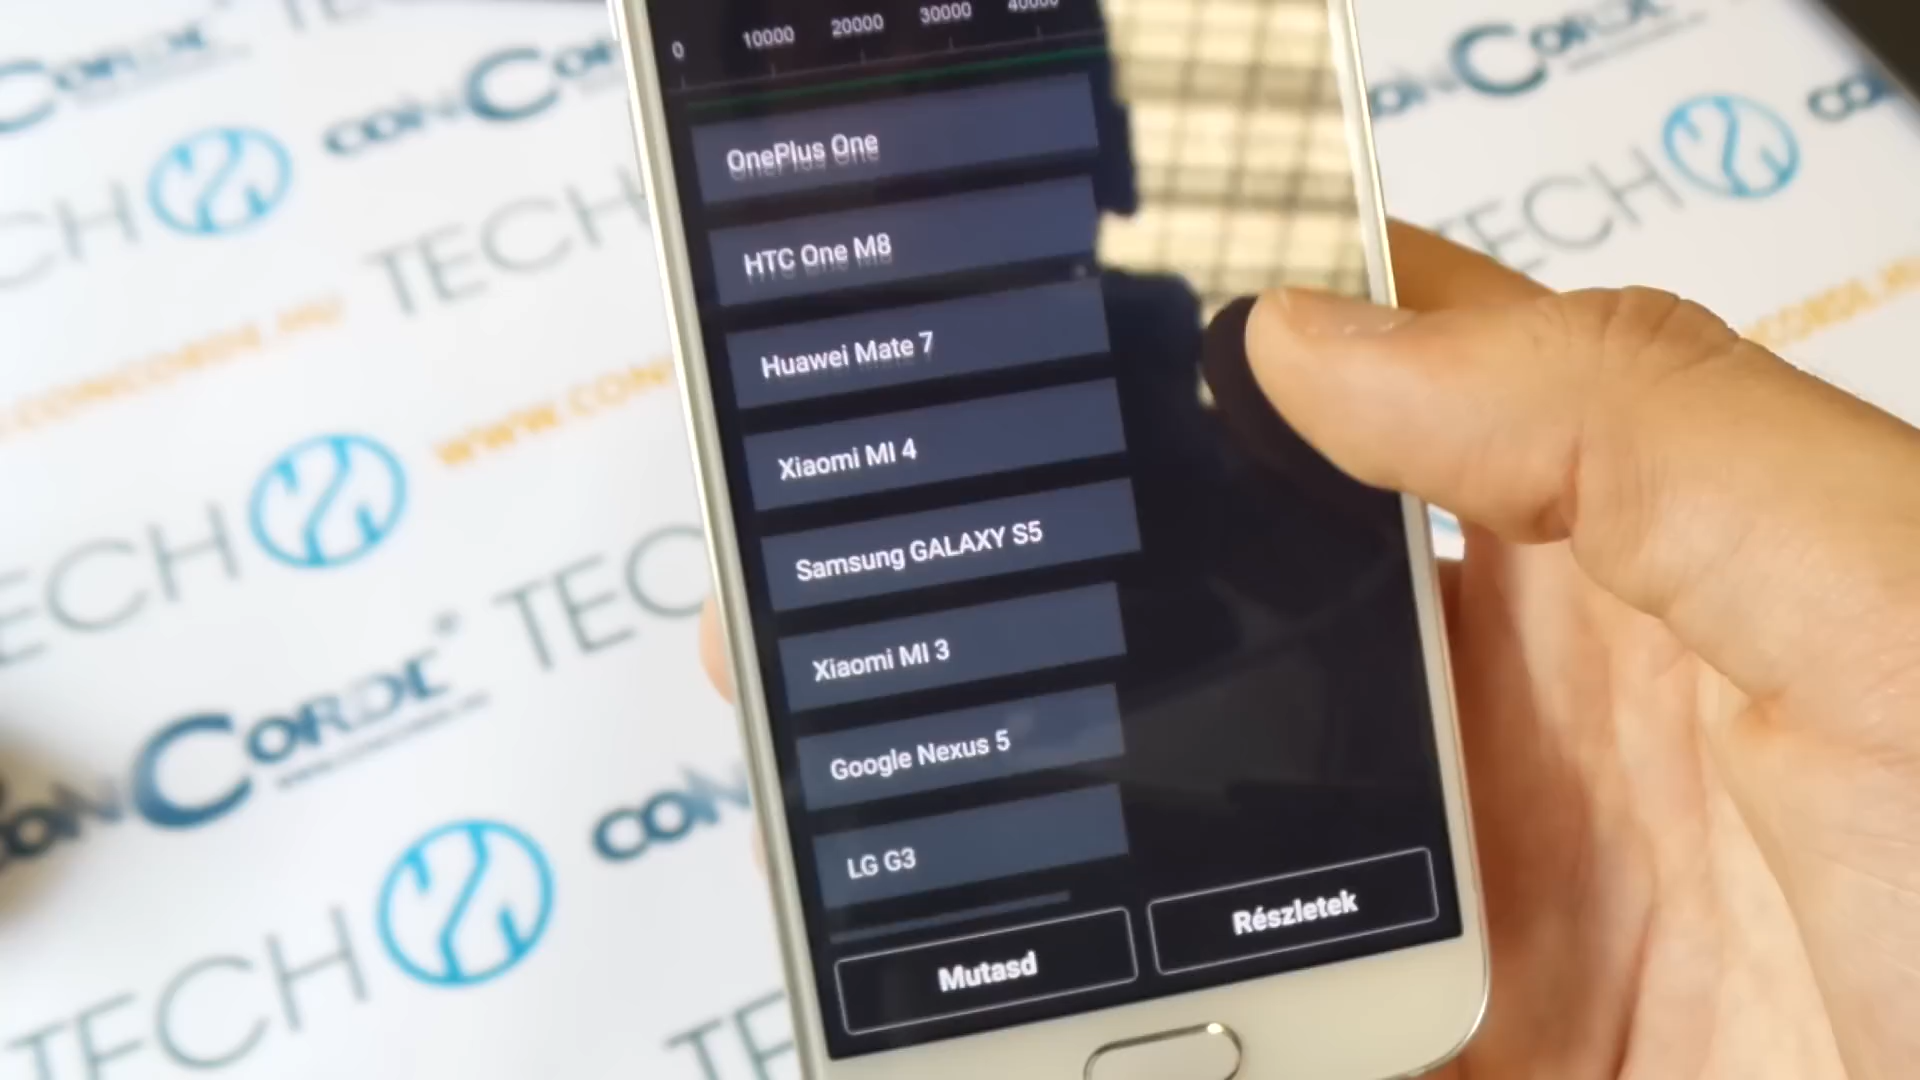 0 10000 20000 30000 40000
OnePlus One
HTC One M8
Huawei Mate 7
Xiaomi MI 4
Samsung GALAXY S5
Xiaomi MI 3
Google Nexus 5
LG G3
Mutasd
Részletek
TECH
TECH
TECH
TECH